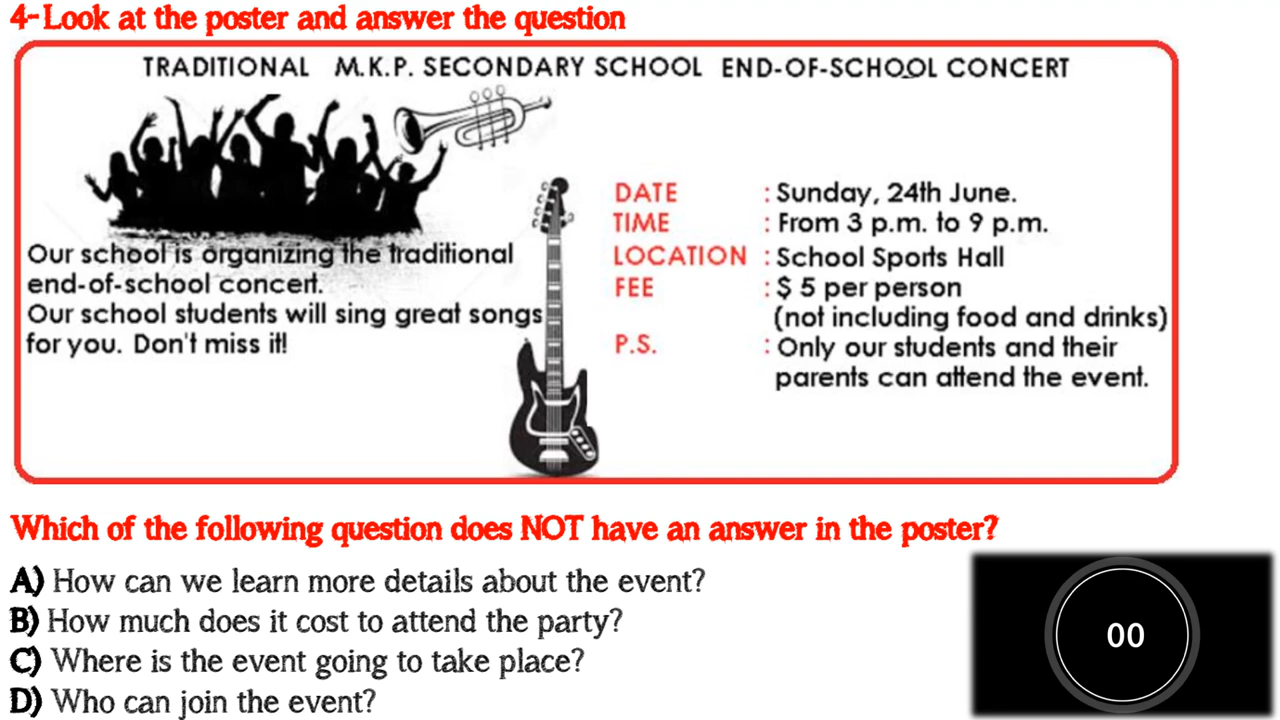 4-Look at the poster and answer the question
TRADITIONAL M.K.P. SECONDARY SCHOOL END-OF-SCHOOL CONCERT
Our school is organizing the traditional
end-of-school concert.
Our school students will sing great songs
for you. Don't miss it!
DATE : Sunday, 24th June.
TIME : From 3 p.m. to 9 p.m.
LOCATION : School Sports Hall
FEE : $ 5 per person
(not including food and drinks)
P.S. : Only our students and their
parents can attend the event.
Which of the following question does NOT have an answer in the poster?
A) How can we learn more details about the event?
B) How much does it cost to attend the party?
C) Where is the event going to take place?
D) Who can join the event?
00